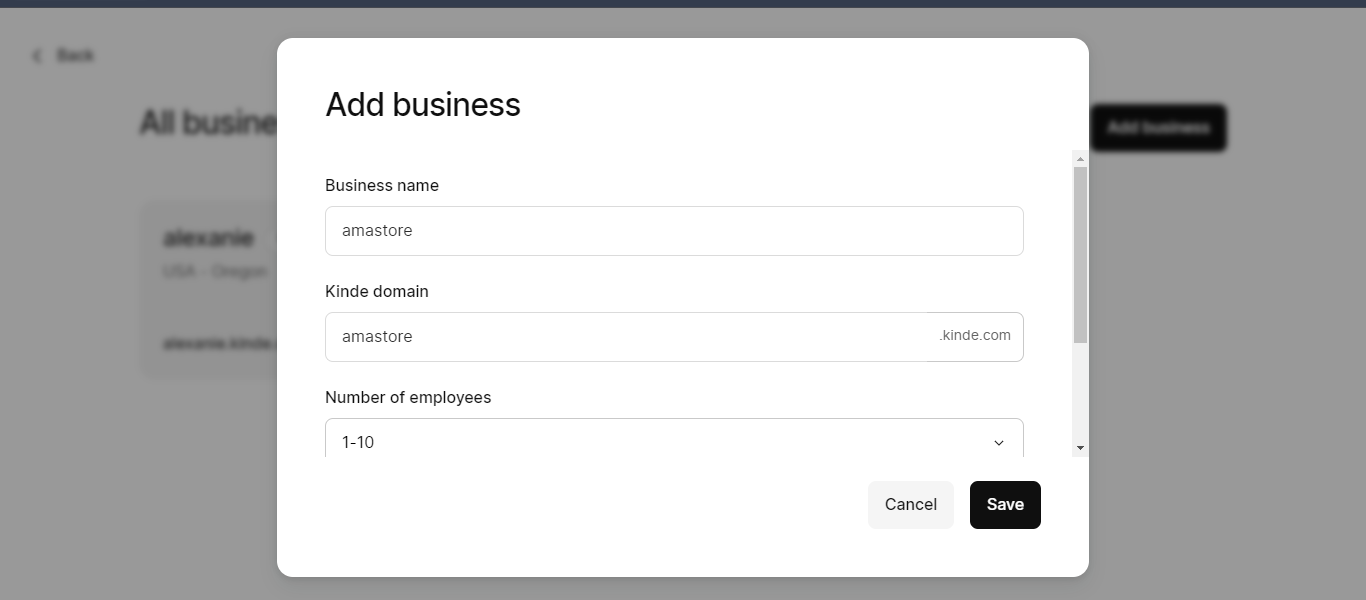 Back
All busine
Add business
alexanie
USA - Oregon
alexanie.kinde.
Add business
Business name
amastore
Kinde domain
amastore
.kinde.com
Number of employees
1-10
Cancel
Save